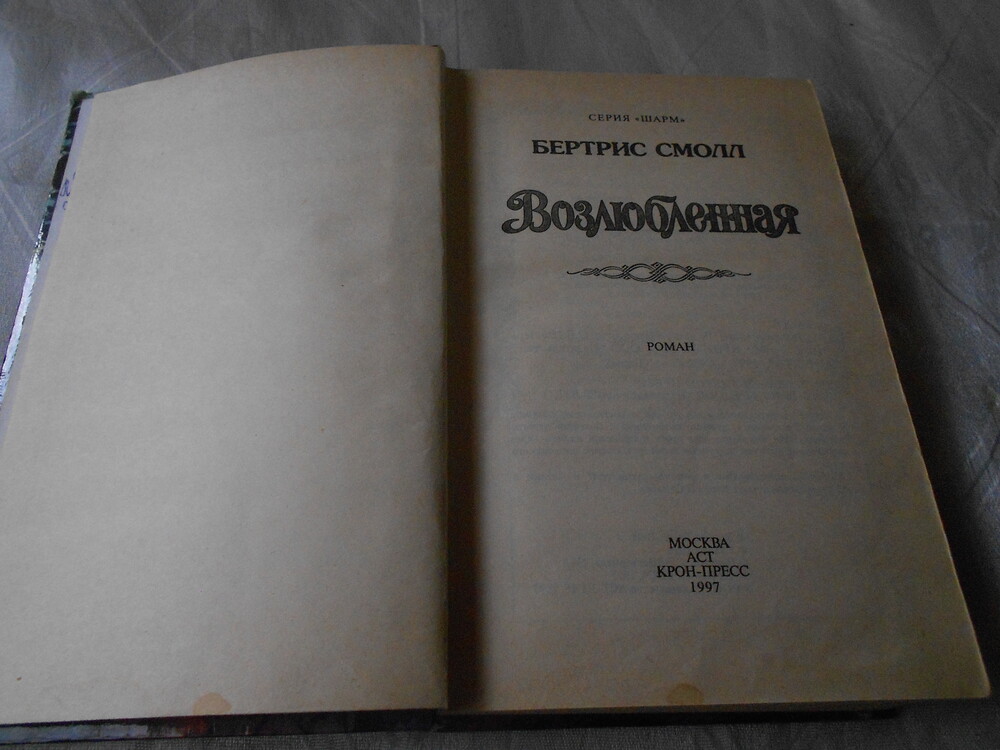 СЕРИЯ «ШАРМ»
БЕРТРИС СМОЛЛ
Возлюбленная
РОМАН
МОСКВА
АСТ
КРОН-ПРЕСС
1997